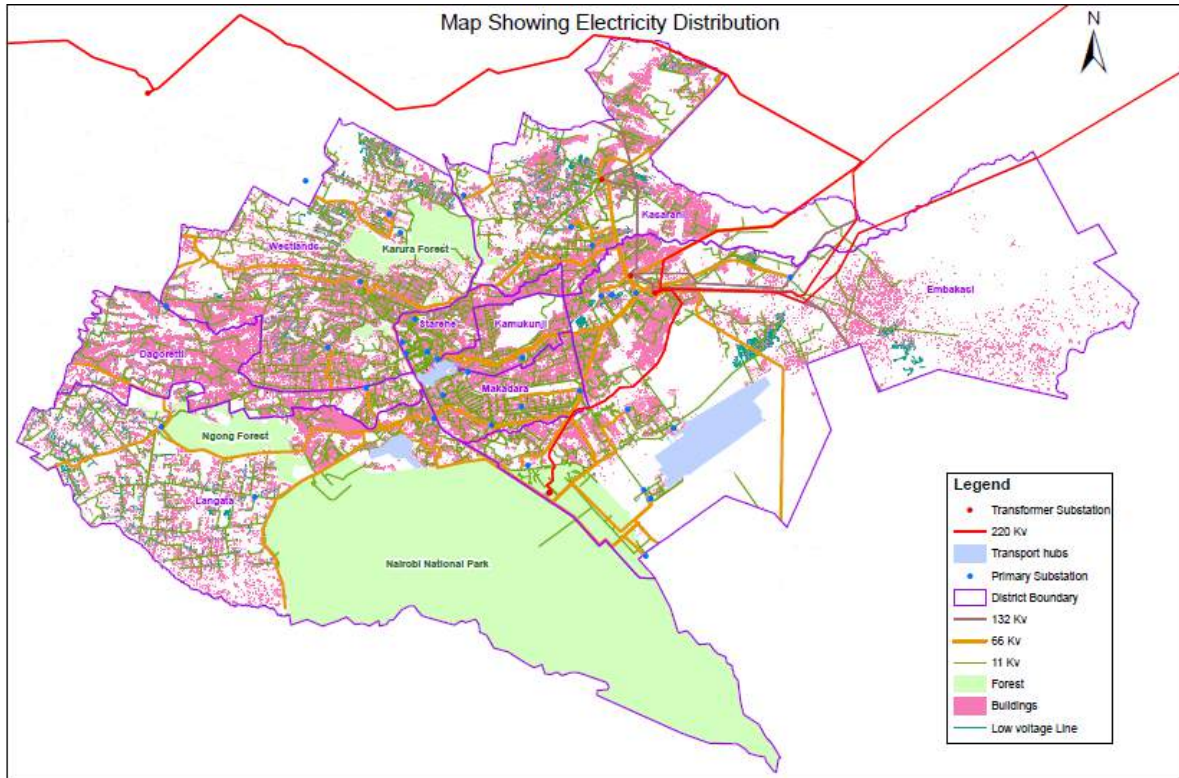 Map Showing Electricity Distribution
N
Kasarani
Westlands
Karura Forest
Embakasi
Starehe
Kamukunji
Dagoretti
Makadara
Ngong Forest
Langata
Nairobi National Park
Legend
Transformer Substation
220 Kv
Transport hubs
Primary Substation
District Boundary
132 Kv
66 Kv
11 Kv
Forest
Buildings
Low voltage Line